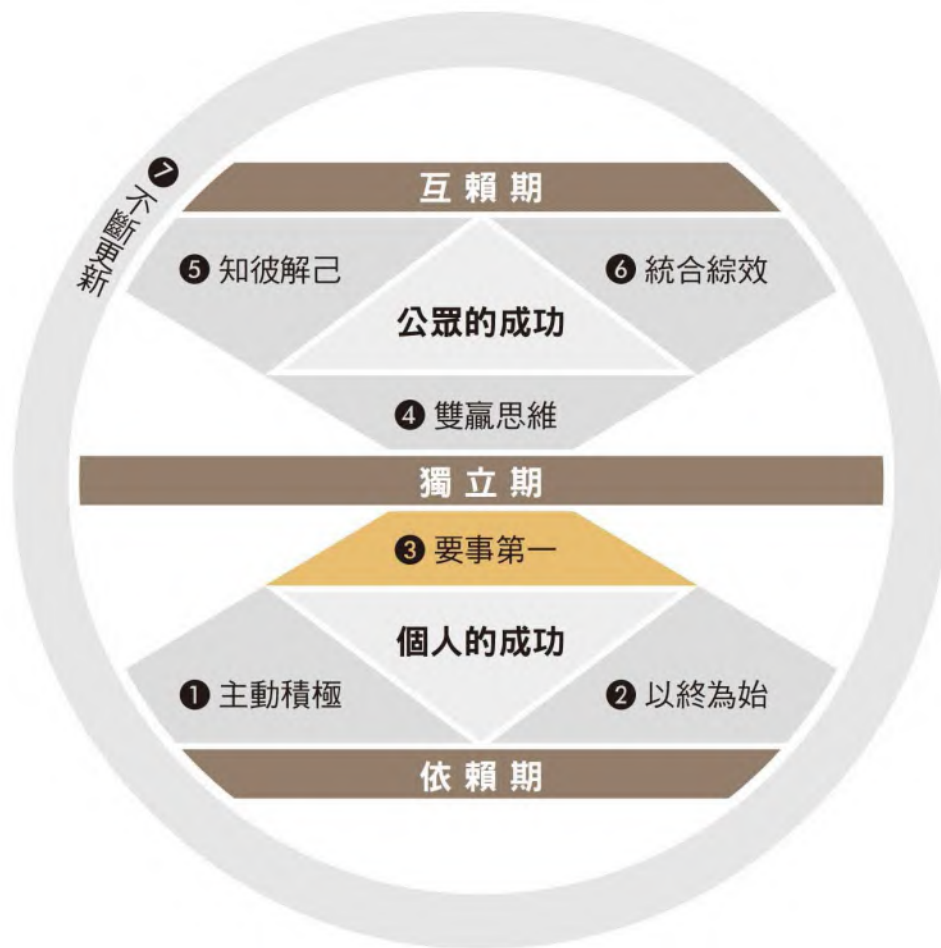 ❼ 不斷更新
互賴期
❺ 知彼解己
❻ 統合綜效
公眾的成功
❹ 雙贏思維
獨立期
❸ 要事第一
個人的成功
❶ 主動積極
❷ 以終為始
依賴期